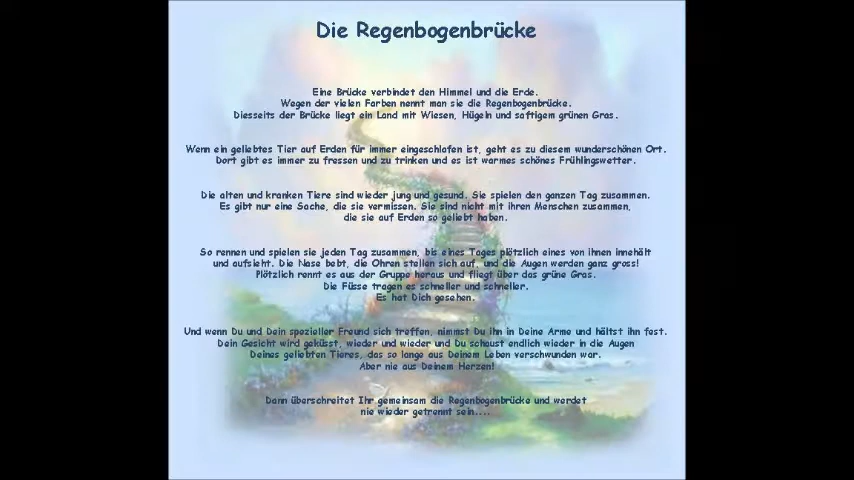 Die Regenbogenbrücke
Eine Brücke verbindet den Himmel und die Erde.
Wegen der vielen Farben nennt man sie die Regenbogenbrücke.
Diesseits der Brücke liegt ein Land mit Wiesen, Hügeln und saftigem grünen Gras.
Wenn ein geliebtes Tier auf Erden für immer eingeschlafen ist, geht es zu diesem wunderschönen Ort.
Dort gibt es immer zu fressen und zu trinken und es ist warmes schönes Frühlingswetter.
Die alten und kranken Tiere sind wieder jung und gesund. Sie spielen den ganzen Tag zusammen.
Es gibt nur eine Sache, die sie vermissen. Sie sind nicht mit ihren Menschen zusammen,
die sie auf Erden so geliebt haben.
So rennen und spielen sie jeden Tag zusammen, bis eines Tages plötzlich eines von ihnen innehält
und aufsieht. Die Nase bebt, die Ohren stellen sich auf, und die Augen werden ganz gross!
Plötzlich rennt es aus der Gruppe heraus und fliegt über das grüne Gras.
Die Füsse tragen es schneller und schneller.
Es hat Dich gesehen.
Und wenn Du und Dein spezieller Freund sich treffen, nimmst Du ihn in Deine Arme und hältst ihn fest.
Dein Gesicht wird geküsst, wieder und wieder und Du schaust endlich wieder in die Augen
Deines geliebten Tieres, das so lange aus Deinem Leben verschwunden war.
Aber nie aus Deinem Herzen!
Dann überschreitet Ihr gemeinsam die Regenbogenbrücke und werdet
nie wieder getrennt sein....